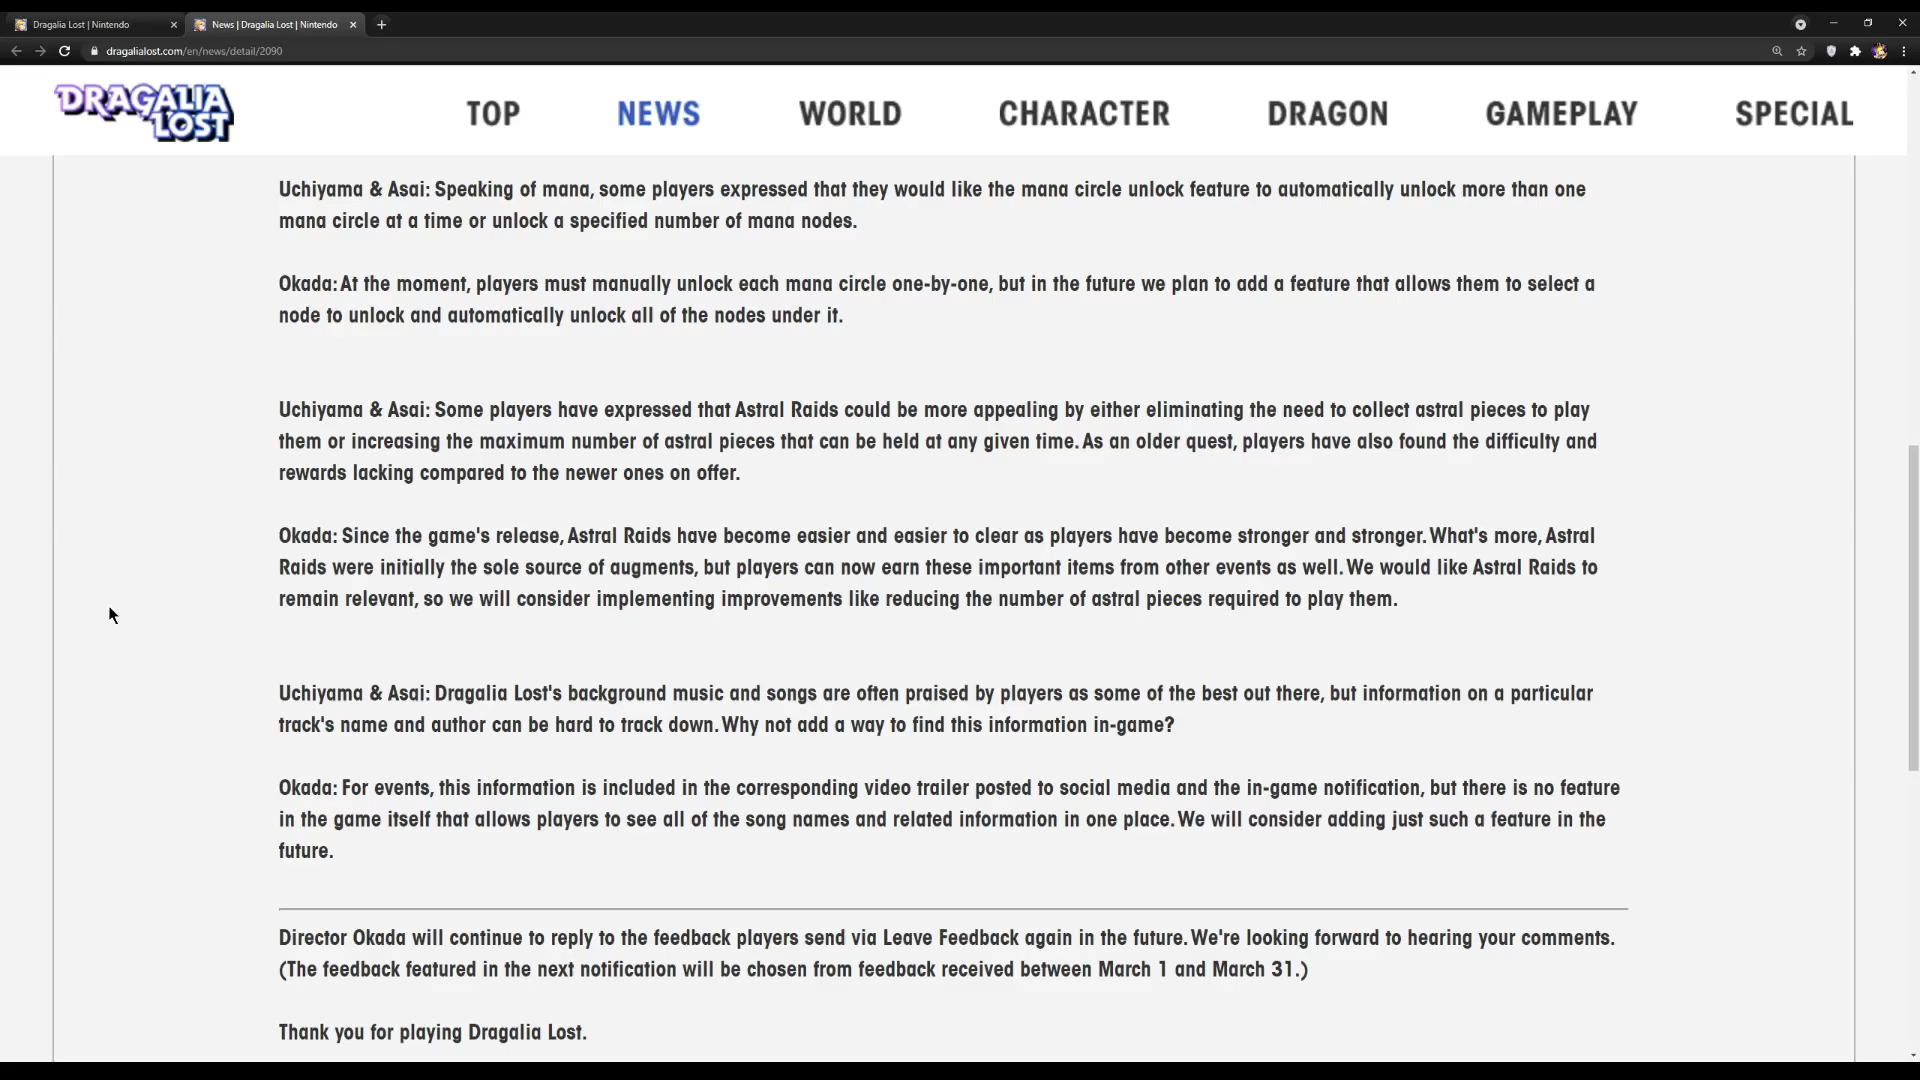 Dragalia Lost | Nintendo
News | Dragalia Lost | Nintendo
dragalialost.com/en/news/detail/2090
DRAGALIA LOST
TOP
NEWS
WORLD
CHARACTER
DRAGON
GAMEPLAY
SPECIAL
Uchiyama & Asai: Speaking of mana, some players expressed that they would like the mana circle unlock feature to automatically unlock more than one
mana circle at a time or unlock a specified number of mana nodes.
Okada: At the moment, players must manually unlock each mana circle one-by-one, but in the future we plan to add a feature that allows them to select a
node to unlock and automatically unlock all of the nodes under it.
Uchiyama & Asai: Some players have expressed that Astral Raids could be more appealing by either eliminating the need to collect astral pieces to play
them or increasing the maximum number of astral pieces that can be held at any given time. As an older quest, players have also found the difficulty and
rewards lacking compared to the newer ones on offer.
Okada: Since the game's release, Astral Raids have become easier and easier to clear as players have become stronger and stronger. What's more, Astral
Raids were initially the sole source of augments, but players can now earn these important items from other events as well. We would like Astral Raids to
remain relevant, so we will consider implementing improvements like reducing the number of astral pieces required to play them.
Uchiyama & Asai: Dragalia Lost's background music and songs are often praised by players as some of the best out there, but information on a particular
track's name and author can be hard to track down. Why not add a way to find this information in-game?
Okada: For events, this information is included in the corresponding video trailer posted to social media and the in-game notification, but there is no feature
in the game itself that allows players to see all of the song names and related information in one place. We will consider adding just such a feature in the
future.
Director Okada will continue to reply to the feedback players send via Leave Feedback again in the future. We're looking forward to hearing your comments.
(The feedback featured in the next notification will be chosen from feedback received between March 1 and March 31.)
Thank you for playing Dragalia Lost.